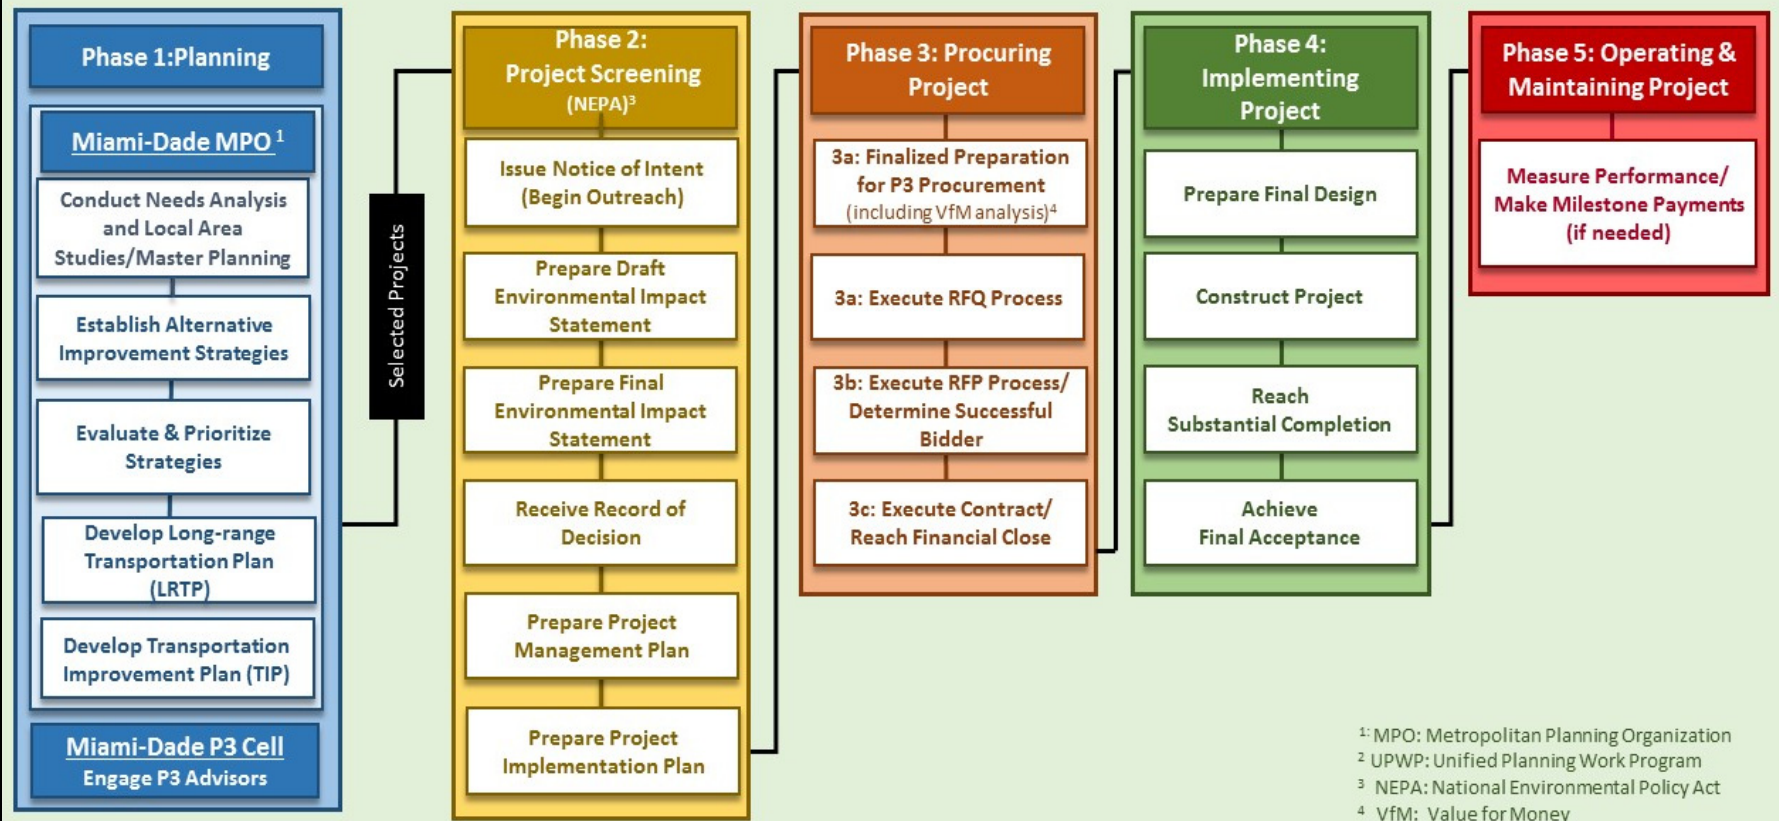 Phase 1:Planning
Miami-Dade MPO 1
Conduct Needs Analysis
and Local Area
Studies/Master Planning
Establish Alternative
Improvement Strategies
Evaluate & Prioritize
Strategies
Develop Long-range
Transportation Plan
(LRTP)
Develop Transportation
Improvement Plan (TIP)
Miami-Dade P3 Cell
Engage P3 Advisors
Selected Projects
Phase 2:
Project Screening
(NEPA)3
Issue Notice of Intent
(Begin Outreach)
Prepare Draft
Environmental Impact
Statement
Prepare Final
Environmental Impact
Statement
Receive Record of
Decision
Prepare Project
Management Plan
Prepare Project
Implementation Plan
Phase 3: Procuring
Project
3a: Finalized Preparation
for P3 Procurement
(including VfM analysis)4
3a: Execute RFQ Process
3b: Execute RFP Process/
Determine Successful
Bidder
3c: Execute Contract/
Reach Financial Close
Phase 4:
Implementing
Project
Prepare Final Design
Construct Project
Reach
Substantial Completion
Achieve
Final Acceptance
Phase 5: Operating &
Maintaining Project
Measure Performance/
Make Milestone Payments
(if needed)
1: MPO: Metropolitan Planning Organization
2 UPWP: Unified Planning Work Program
3 NEPA: National Environmental Policy Act
4 VfM: Value for Money